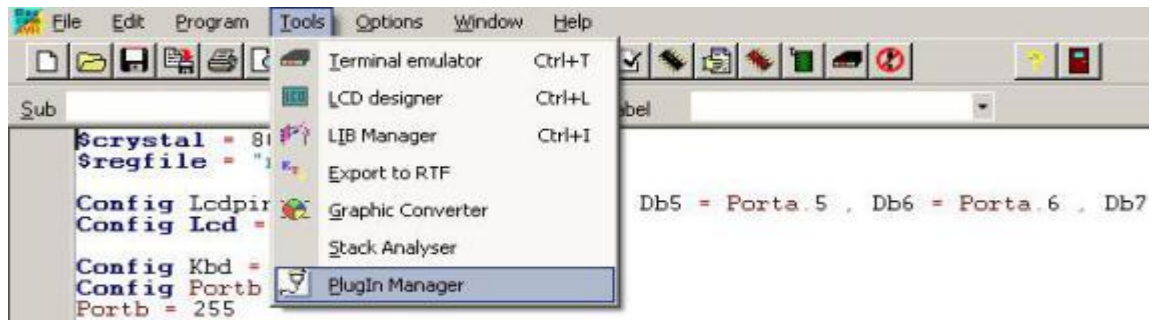 File Edit Program Tools Options Window Help
Terminal emulator Ctrl+T
Sub LCD designer Ctrl+L
LIB Manager Ctrl+I
Export to RTF
Graphic Converter
Stack Analyser
PlugIn Manager
$crystal = 8
$regfile = "
Config Lcdpin Db5 = Porta.5 , Db6 = Porta.6 , Db7
Config Lcd =
Config Kbd =
Config Portb
Portb = 255